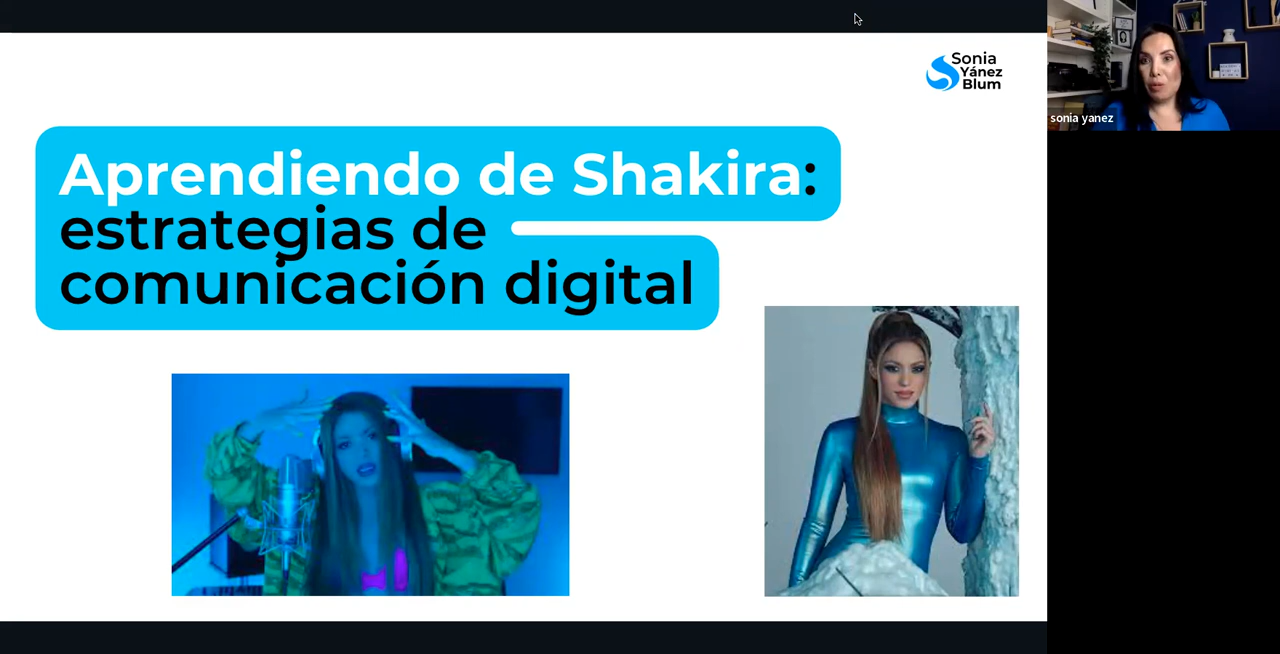 Sonia
Yánez
Blum
sonia yanez
Aprendiendo de Shakira:
estrategias de
comunicación digital